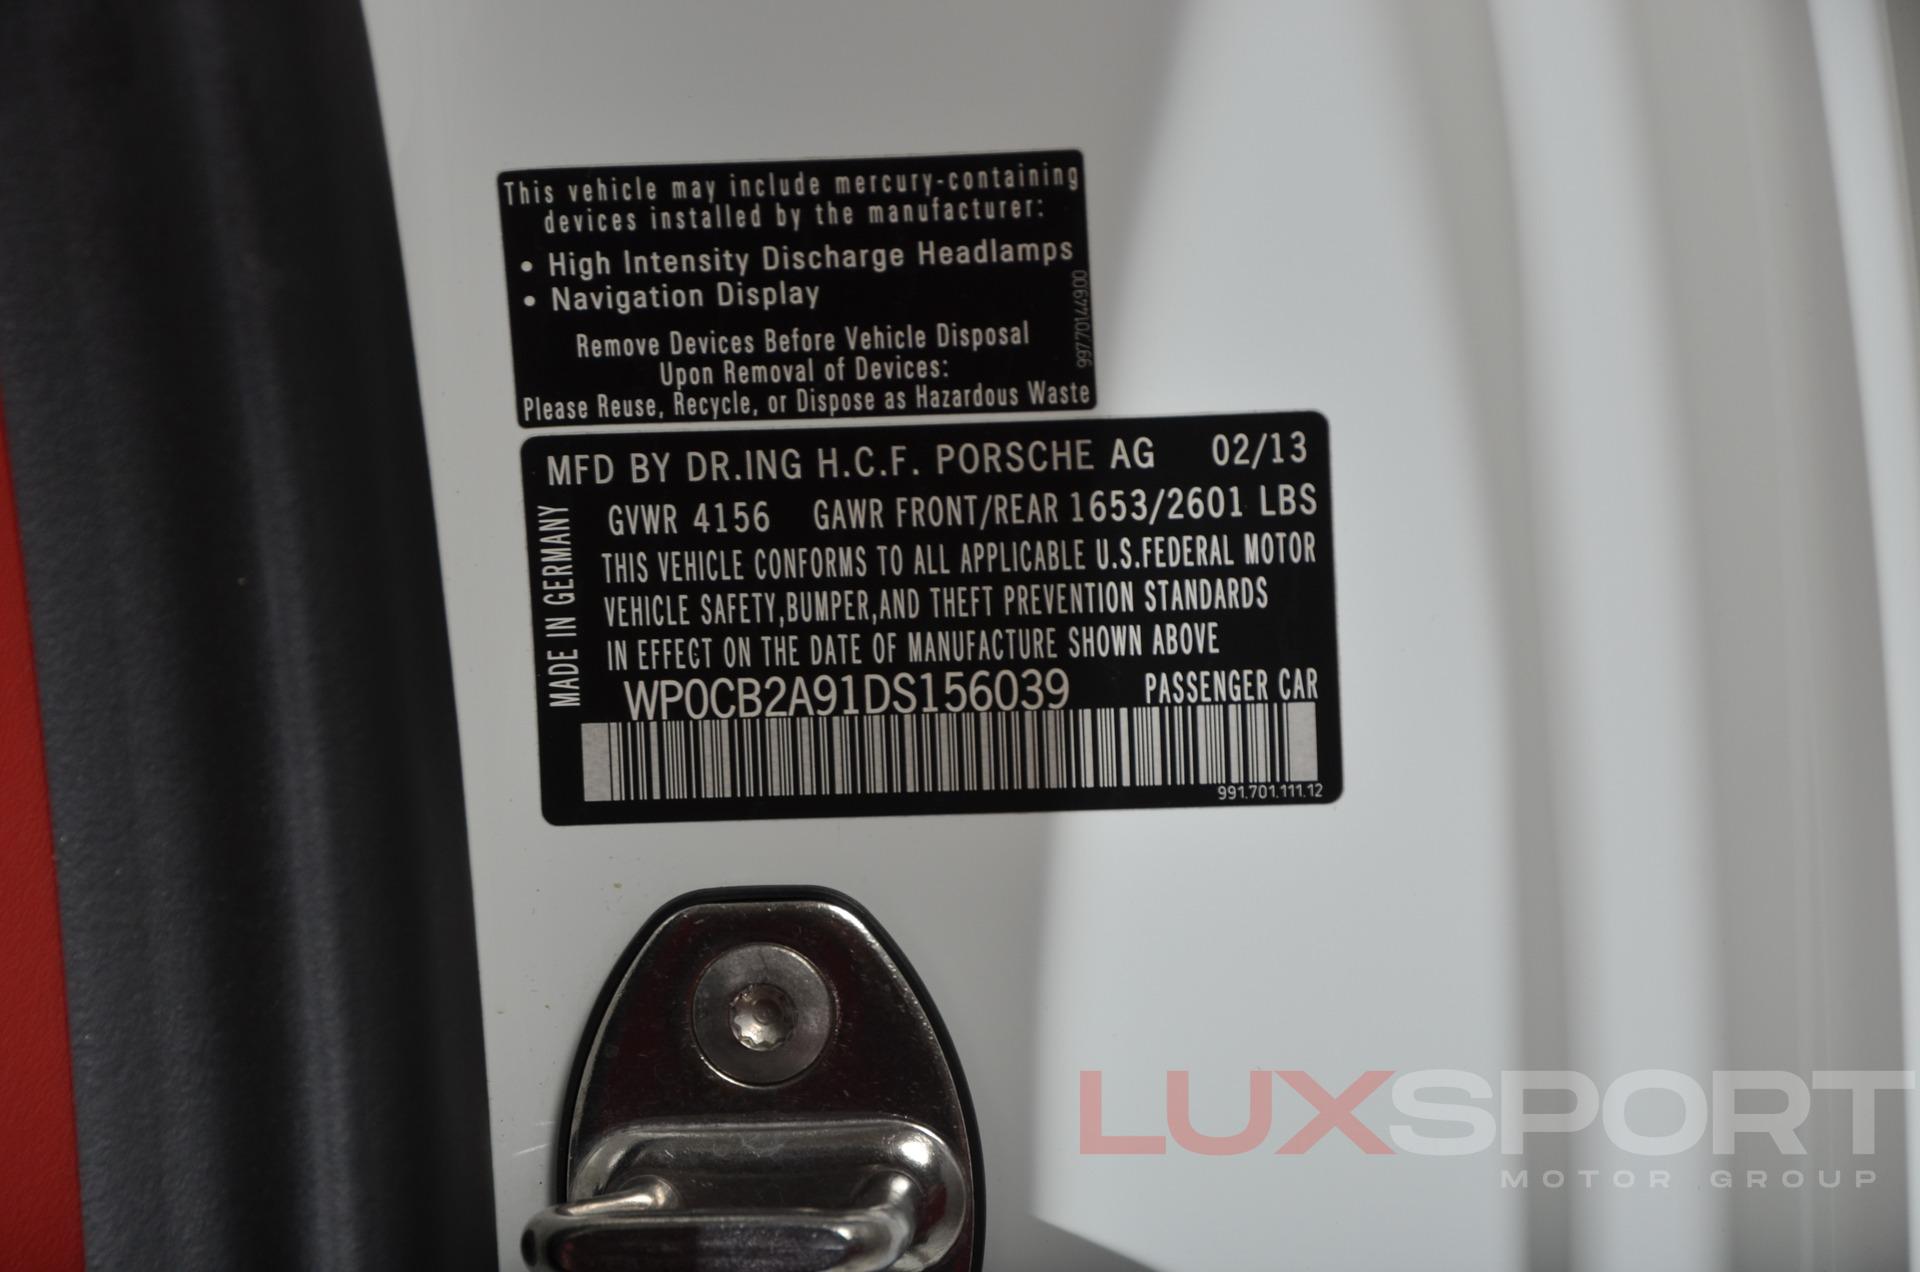 This vehicle may include mercury-containing
devices installed by the manufacturer:
• High Intensity Discharge Headlamps
• Navigation Display
Remove Devices Before Vehicle Disposal
Upon Removal of Devices:
Please Reuse, Recycle, or Dispose as Hazardous Waste
99770144900
MFD BY DR.ING H.C.F. PORSCHE AG 02/13
GVWR 4156 GAWR FRONT/REAR 1653/2601 LBS
THIS VEHICLE CONFORMS TO ALL APPLICABLE U.S.FEDERAL MOTOR
VEHICLE SAFETY,BUMPER,AND THEFT PREVENTION STANDARDS
IN EFFECT ON THE DATE OF MANUFACTURE SHOWN ABOVE
MADE IN GERMANY
WP0CB2A91DS156039 PASSENGER CAR
991.701.111.12
LUXSPORT
MOTOR GROUP